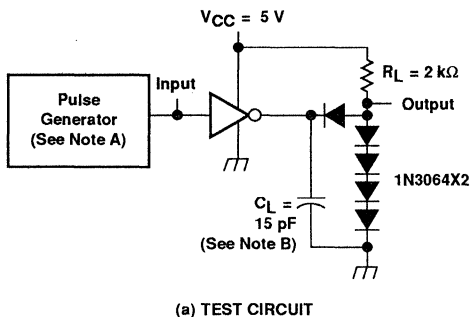 VCC = 5 V
RL = 2 kΩ
Input
Output
Pulse
Generator
(See Note A)
1N3064X2
CL =
15 pF
(See Note B)
(a) TEST CIRCUIT